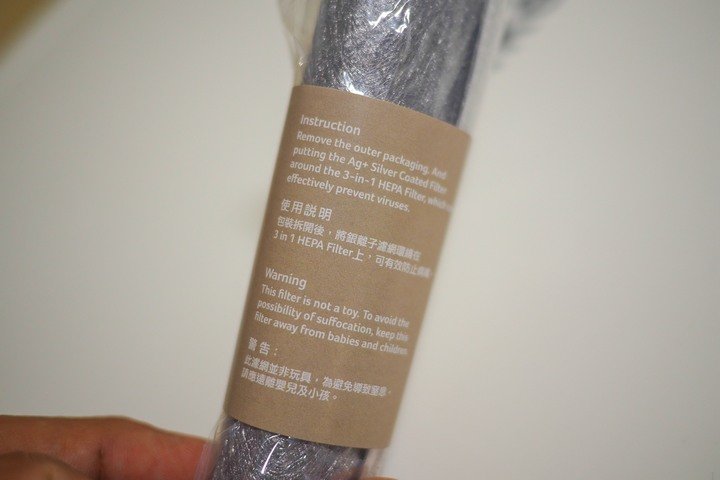 Instruction
Remove the outer packaging. And
putting the Ag+ Silver Coated Filter
around the 3-in-1 HEPA Filter, which
effectively prevent viruses.
使用說明
包裝拆開後，將銀離子濾網環繞在
3 in 1 HEPA Filter上，可有效防止病毒。
Warning
This filter is not a toy. To avoid the
possibility of suffocation, keep this
filter away from babies and children.
警告：
此濾網並非玩具，為避免導致窒息，
請應遠離嬰兒及小孩。